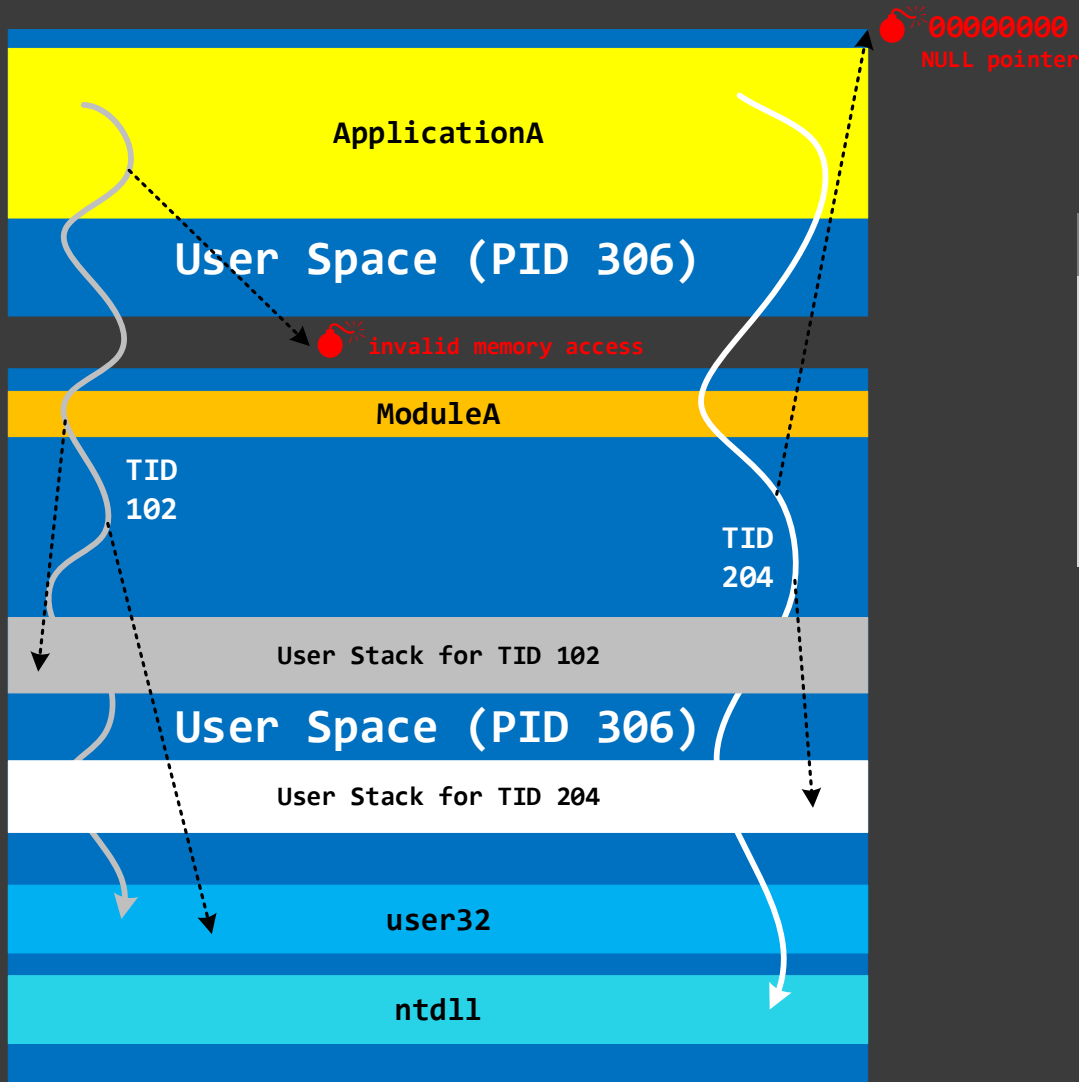 00000000
NULL pointer
ApplicationA
User Space (PID 306)
invalid memory access
ModuleA
TID
102
TID
204
User Stack for TID 102
User Space (PID 306)
User Stack for TID 204
user32
ntdll